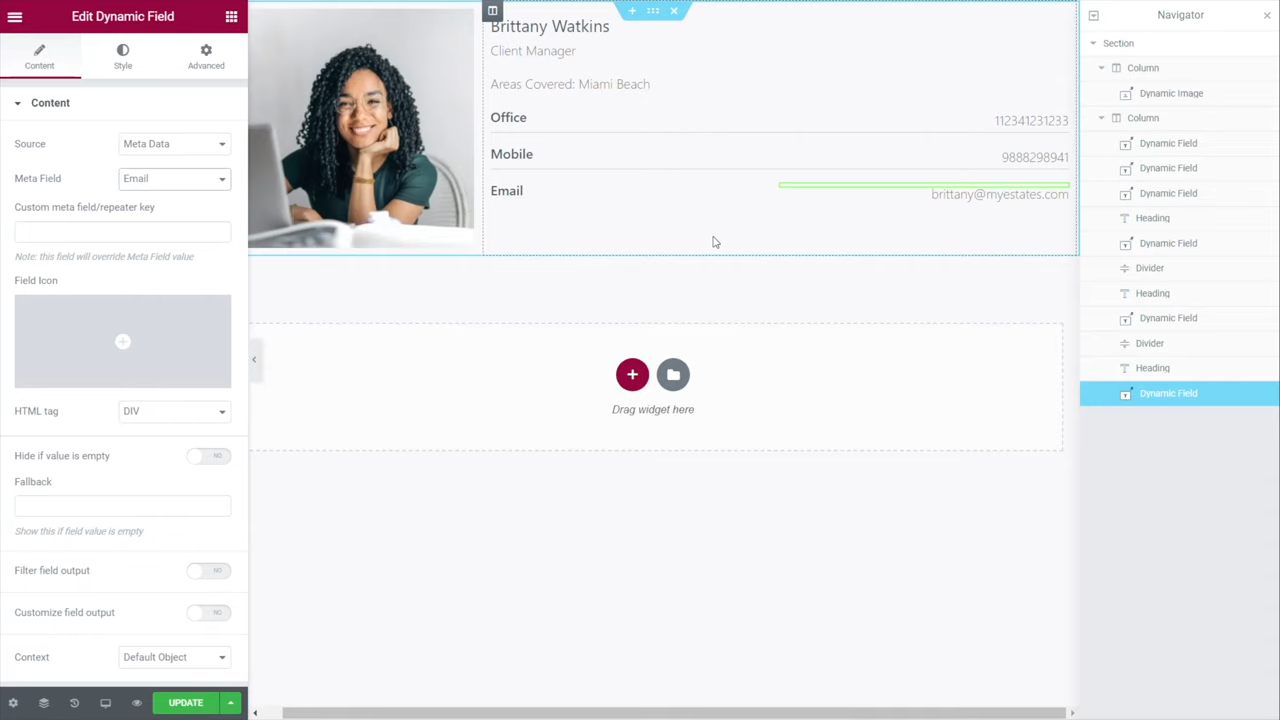 Edit Dynamic Field
Content
Style
Advanced
Content
Source
Meta Data
Meta Field
Email
Custom meta field/repeater key
Note: this field will override Meta Field value
Field Icon
HTML tag
DIV
Hide if value is empty
NO
Fallback
Show this if field value is empty
Filter field output
NO
Customize field output
NO
Context
Default Object
UPDATE
Brittany Watkins
Client Manager
Areas Covered: Miami Beach
Office
112341231233
Mobile
9888298941
Email
brittany@myestates.com
Drag widget here
Navigator
Section
Column
Dynamic Image
Column
Dynamic Field
Dynamic Field
Dynamic Field
Heading
Dynamic Field
Divider
Heading
Dynamic Field
Divider
Heading
Dynamic Field